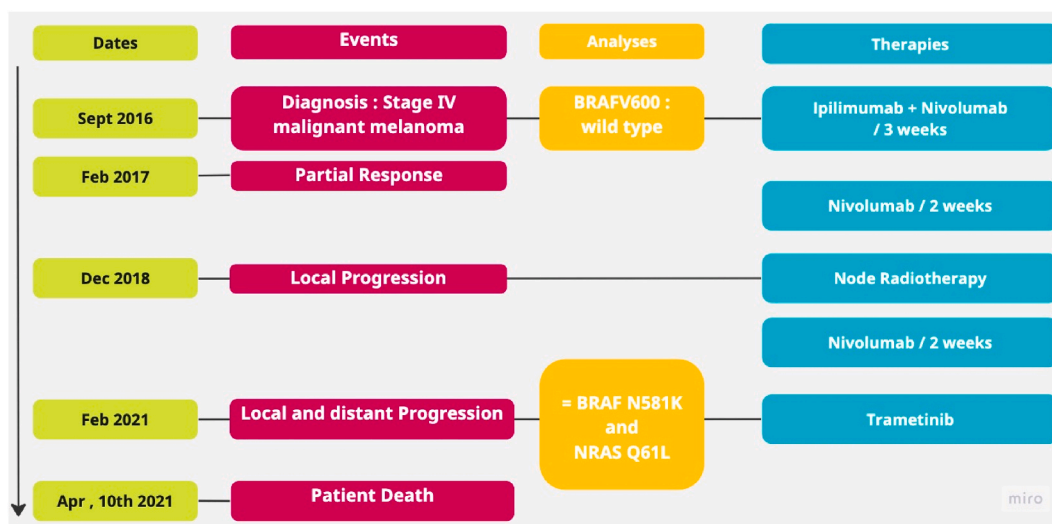 Dates
Events
Analyses
Therapies
Sept 2016
Diagnosis : Stage IV
malignant melanoma
BRAFV600 :
wild type
Ipilimumab + Nivolumab
/ 3 weeks
Feb 2017
Partial Response
Nivolumab / 2 weeks
Dec 2018
Local Progression
Node Radiotherapy
Nivolumab / 2 weeks
Feb 2021
Local and distant Progression
= BRAF N581K
and
NRAS Q61L
Trametinib
Apr , 10th 2021
Patient Death
miro